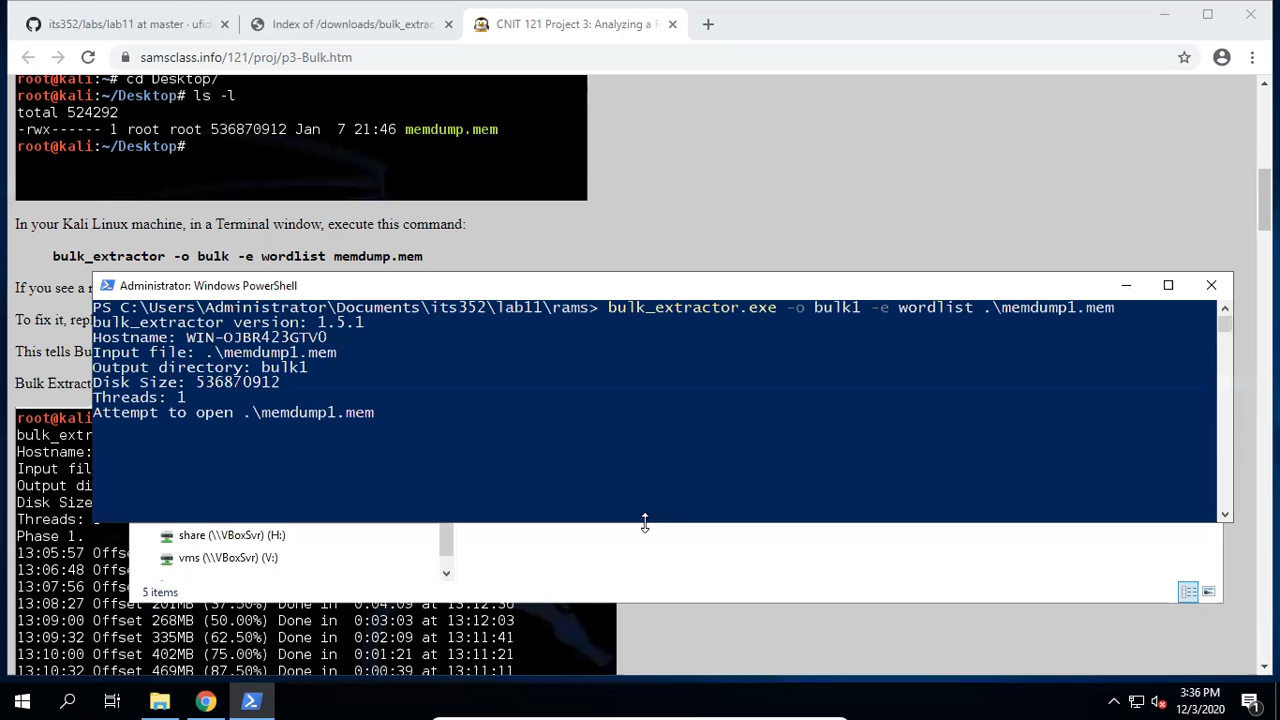 its352/labs/lab11 at master · ufid
Index of /downloads/bulk_extrac
CNIT 121 Project 3: Analyzing a R
samsclass.info/121/proj/p3-Bulk.htm
root@kali:~# cd Desktop/
root@kali:~/Desktop# ls -l
total 524292
-rwx------ 1 root root 536870912 Jan  7 21:46 memdump.mem
root@kali:~/Desktop#
In your Kali Linux machine, in a Terminal window, execute this command:
bulk_extractor -o bulk -e wordlist memdump.mem
If you see a r
To fix it, rep
This tells Bu
Bulk Extract
Administrator: Windows PowerShell
PS C:\Users\Administrator\Documents\its352\lab11\rams> bulk_extractor.exe -o bulk1 -e wordlist .\memdump1.mem
bulk_extractor version: 1.5.1
Hostname: WIN-OJBR423GTV0
Input file: .\memdump1.mem
Output directory: bulk1
Disk Size: 536870912
Threads: 1
Attempt to open .\memdump1.mem
root@kali
bulk_extr
Hostname:
Input fil
Output di
Disk Size
Threads:
Phase 1.
13:05:57 Offs
13:06:48 Offs
13:07:56 Offs
13:08:27 Offset 201MB (37.50%) Done in  0:04:09 at 13:12:36
13:09:00 Offset 268MB (50.00%) Done in  0:03:03 at 13:12:03
13:09:32 Offset 335MB (62.50%) Done in  0:02:09 at 13:11:41
13:10:00 Offset 402MB (75.00%) Done in  0:01:21 at 13:11:21
13:10:32 Offset 469MB (87.50%) Done in  0:00:39 at 13:11:11
share (\\VBoxSvr) (H:)
vms (\\VBoxSvr) (V:)
5 items
3:36 PM
12/3/2020
1